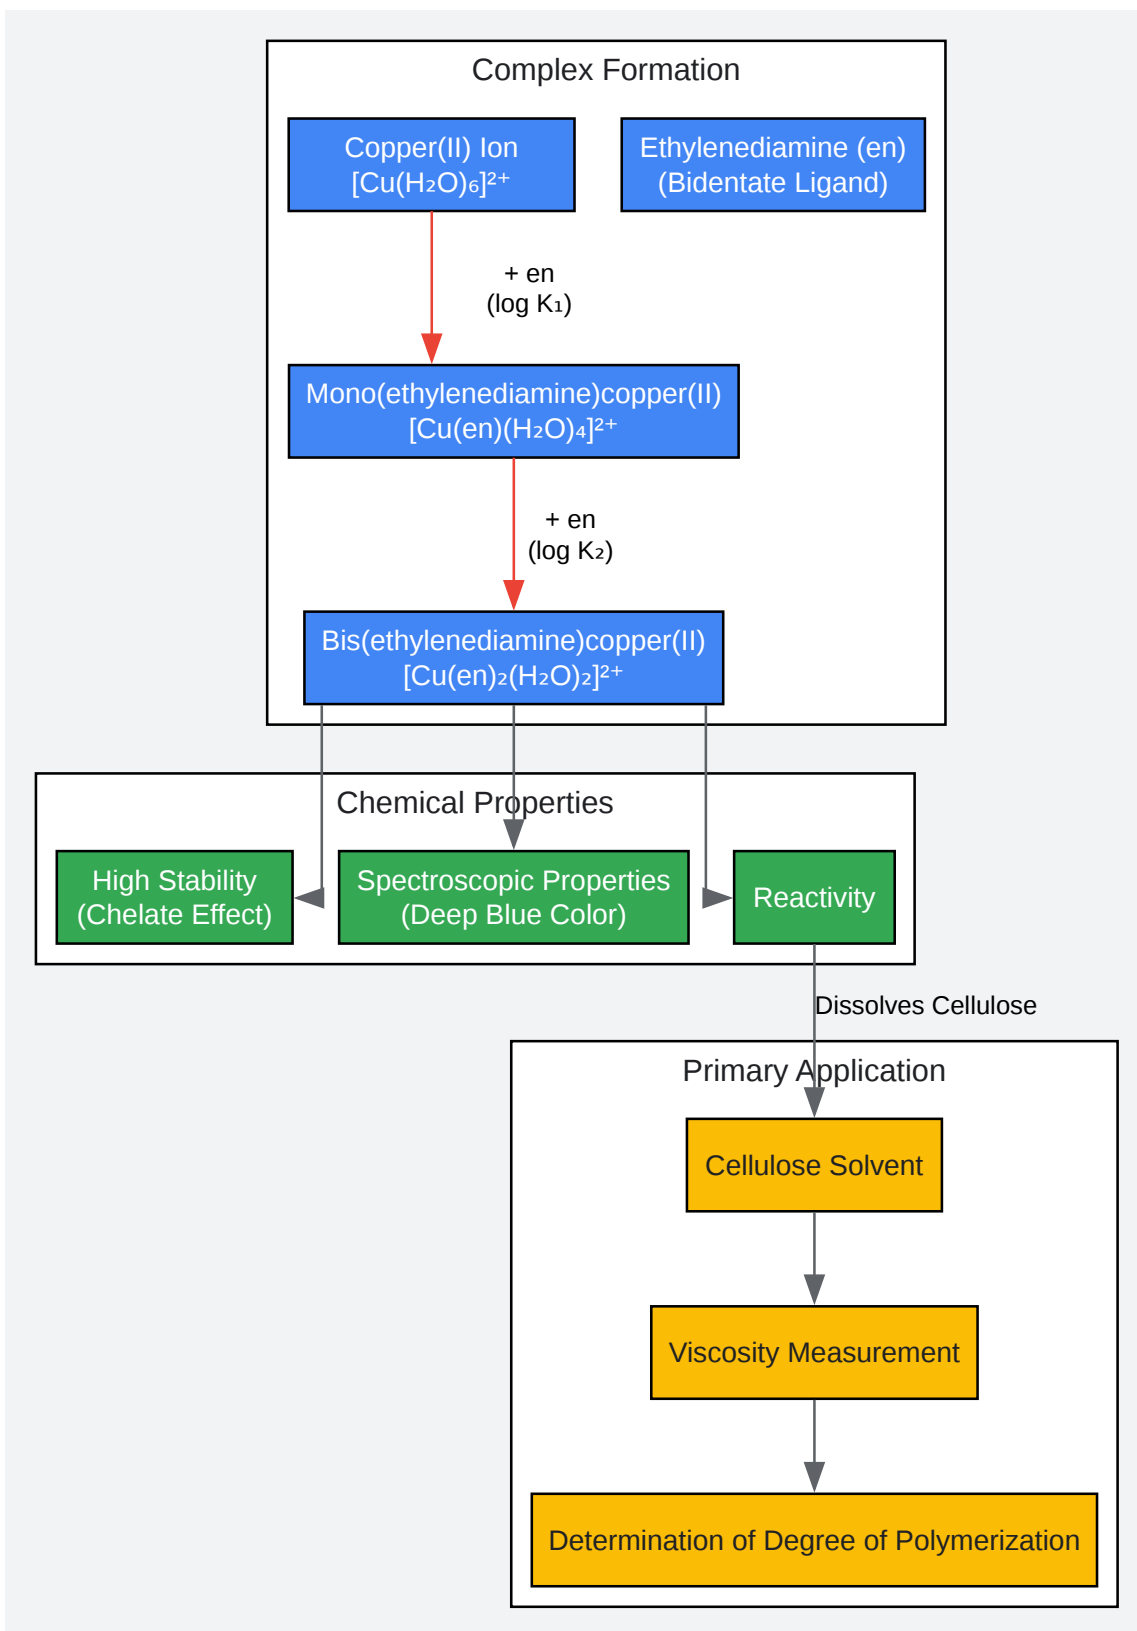 Complex Formation
Copper(II) Ion
[Cu(H₂O)₆]²⁺
Ethylenediamine (en)
(Bidentate Ligand)
+ en
(log K₁)
Mono(ethylenediamine)copper(II)
[Cu(en)(H₂O)₄]²⁺
+ en
(log K₂)
Bis(ethylenediamine)copper(II)
[Cu(en)₂(H₂O)₂]²⁺
Chemical Properties
High Stability
(Chelate Effect)
Spectroscopic Properties
(Deep Blue Color)
Reactivity
Dissolves Cellulose
Primary Application
Cellulose Solvent
Viscosity Measurement
Determination of Degree of Polymerization